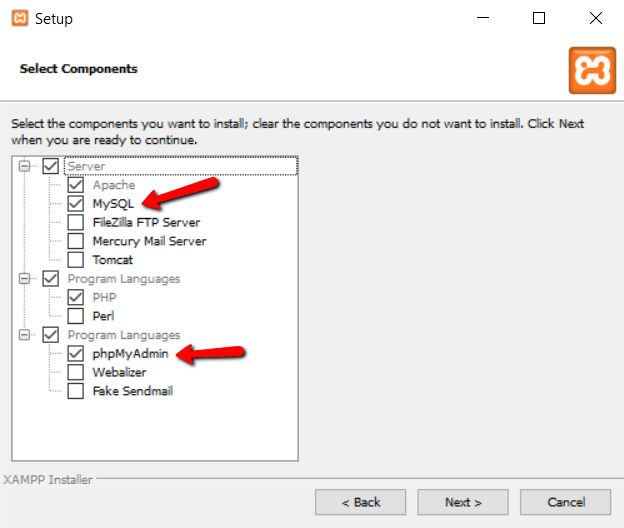 Setup
Select Components
Select the components you want to install; clear the components you do not want to install. Click Next
when you are ready to continue.
Server
Apache
MySQL
FileZilla FTP Server
Mercury Mail Server
Tomcat
Program Languages
PHP
Perl
Program Languages
phpMyAdmin
Webalizer
Fake Sendmail
XAMPP Installer
< Back
Next >
Cancel